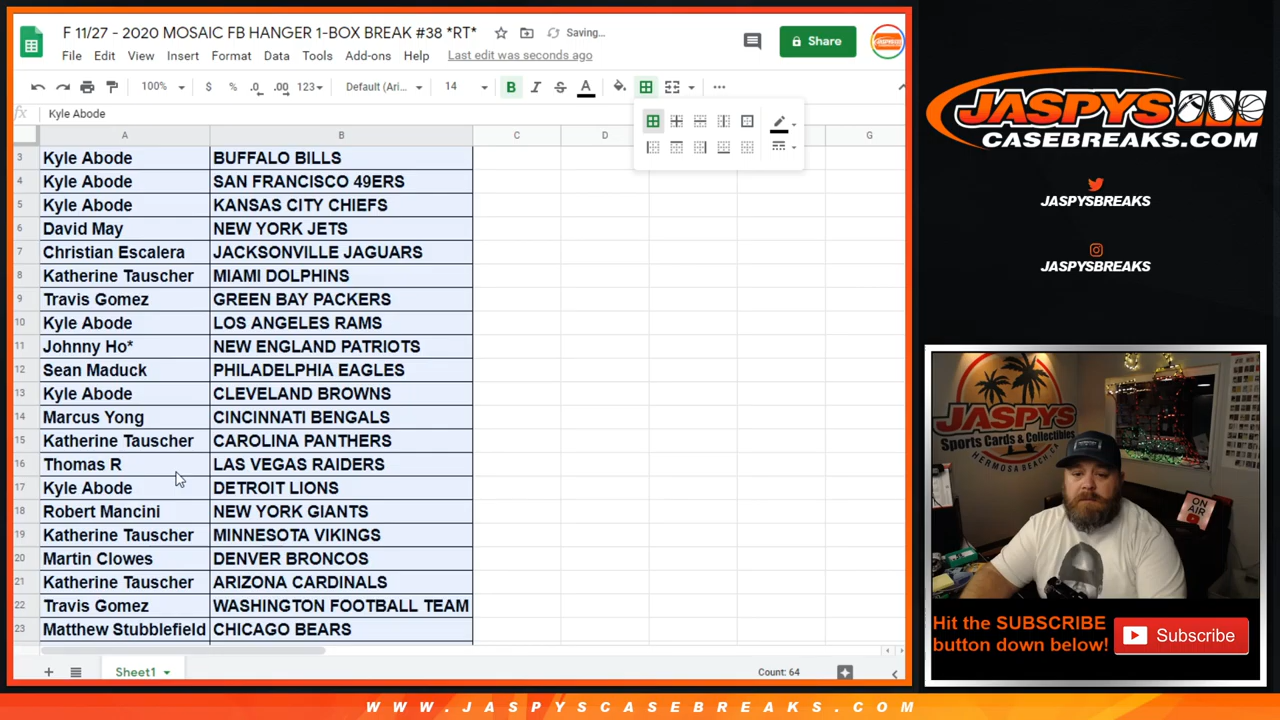 F 11/27 - 2020 MOSAIC FB HANGER 1-BOX BREAK #38 *RT*
Saving...
File Edit View Insert Format Data Tools Add-ons Help Last edit was seconds ago
Share
100% $ % .0 .00 123 Default (Ari... 14 B I S A
fx Kyle Abode
A B C D G
3 Kyle Abode BUFFALO BILLS
4 Kyle Abode SAN FRANCISCO 49ERS
5 Kyle Abode KANSAS CITY CHIEFS
6 David May NEW YORK JETS
7 Christian Escalera JACKSONVILLE JAGUARS
8 Katherine Tauscher MIAMI DOLPHINS
9 Travis Gomez GREEN BAY PACKERS
10 Kyle Abode LOS ANGELES RAMS
11 Johnny Ho* NEW ENGLAND PATRIOTS
12 Sean Maduck PHILADELPHIA EAGLES
13 Kyle Abode CLEVELAND BROWNS
14 Marcus Yong CINCINNATI BENGALS
15 Katherine Tauscher CAROLINA PANTHERS
16 Thomas R LAS VEGAS RAIDERS
17 Kyle Abode DETROIT LIONS
18 Robert Mancini NEW YORK GIANTS
19 Katherine Tauscher MINNESOTA VIKINGS
20 Martin Clowes DENVER BRONCOS
21 Katherine Tauscher ARIZONA CARDINALS
22 Travis Gomez WASHINGTON FOOTBALL TEAM
23 Matthew Stubblefield CHICAGO BEARS
Sheet1
Count: 64
JASPYS
CASEBREAKS.COM
JASPYSBREAKS
JASPYSBREAKS
JASPYS
Sports Cards & Collectibles
HERMOSA BEACH, CA
ON AIR
Hit the SUBSCRIBE
button down below!
Subscribe
WWW.JASPYSCASEBREAKS.COM